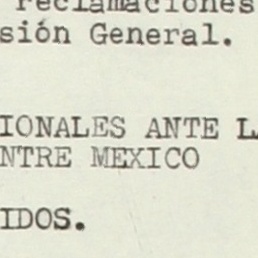 reclamaciones
sión General.
IONALES ANTE L
NTRE MEXICO
IDOS.